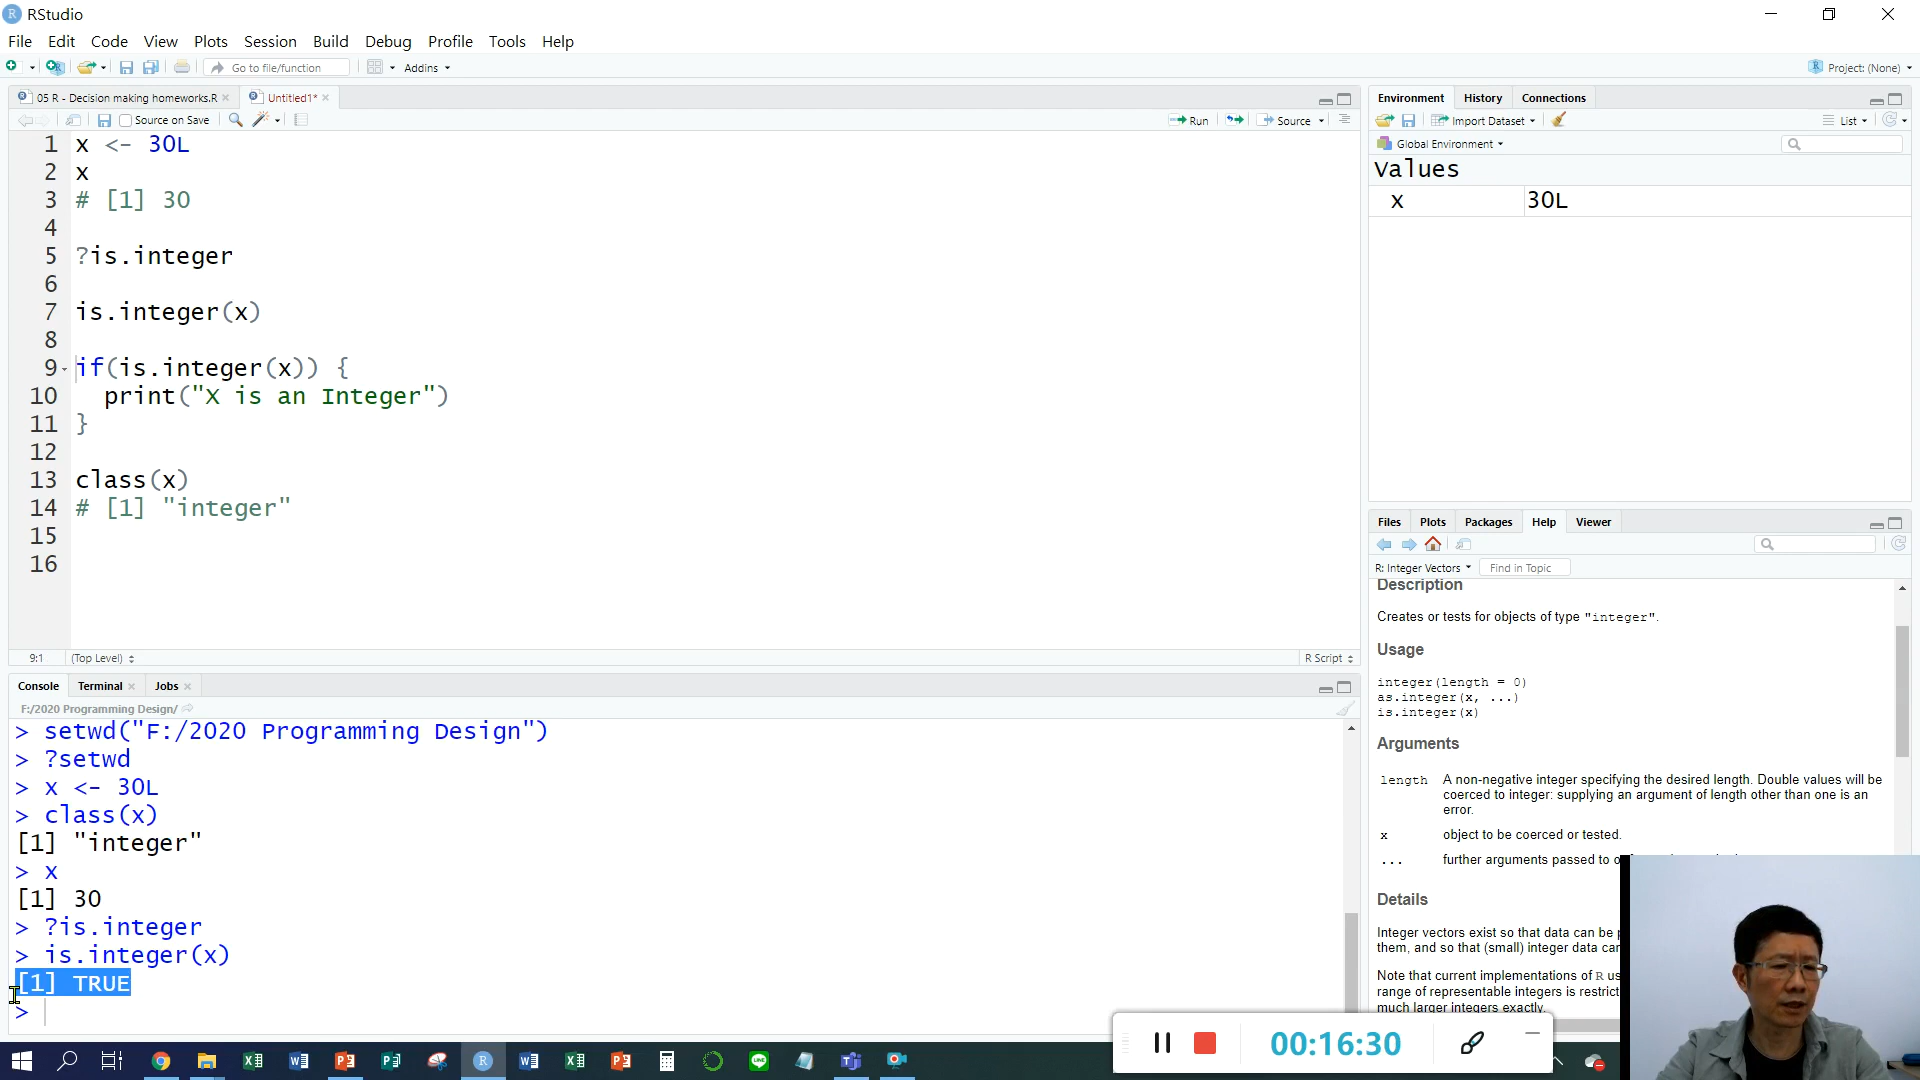 RStudio
File Edit Code View Plots Session Build Debug Profile Tools Help
Go to file/function Addins Project: (None)
05 R - Decision making homeworks.R Untitled1*
Source on Save Run Source
1 x <- 30L
2 x
3 # [1] 30
4
5 ?is.integer
6
7 is.integer(x)
8
9 if(is.integer(x)) {
10 print("X is an Integer")
11 }
12
13 class(x)
14 # [1] "integer"
15
16
9:1 (Top Level) R Script
Console Terminal Jobs
F:/2020 Programming Design/
> setwd("F:/2020 Programming Design")
> ?setwd
> x <- 30L
> class(x)
[1] "integer"
> x
[1] 30
> ?is.integer
> is.integer(x)
[1] TRUE
>
Environment History Connections
Import Dataset List
Global Environment
Values
x 30L
Files Plots Packages Help Viewer
R: Integer Vectors Find in Topic
Description
Creates or tests for objects of type "integer".
Usage
integer(length = 0)
as.integer(x, ...)
is.integer(x)
Arguments
length A non-negative integer specifying the desired length. Double values will be
coerced to integer: supplying an argument of length other than one is an
error.
x object to be coerced or tested.
... further arguments passed to
Details
Integer vectors exist so that data can be
them, and so that (small) integer data
Note that current implementations of R
range of representable integers is
much larger integers exactly.
00:16:30